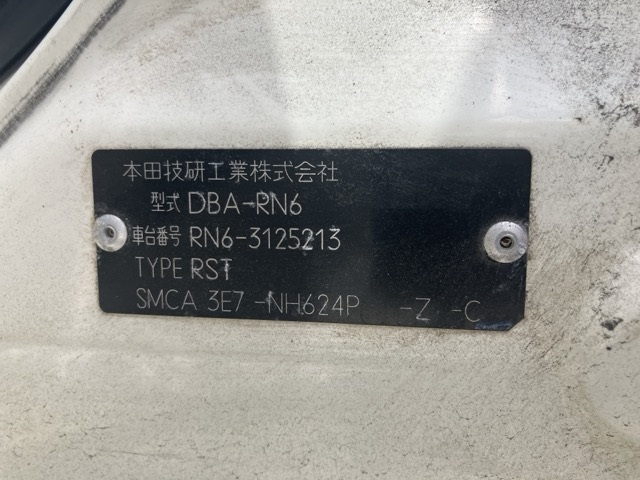 本田技研工業株式会社
型式 DBA-RN6
車台番号 RN6-3125213
TYPE RST
SMCA 3E7 -NH624P -Z -C